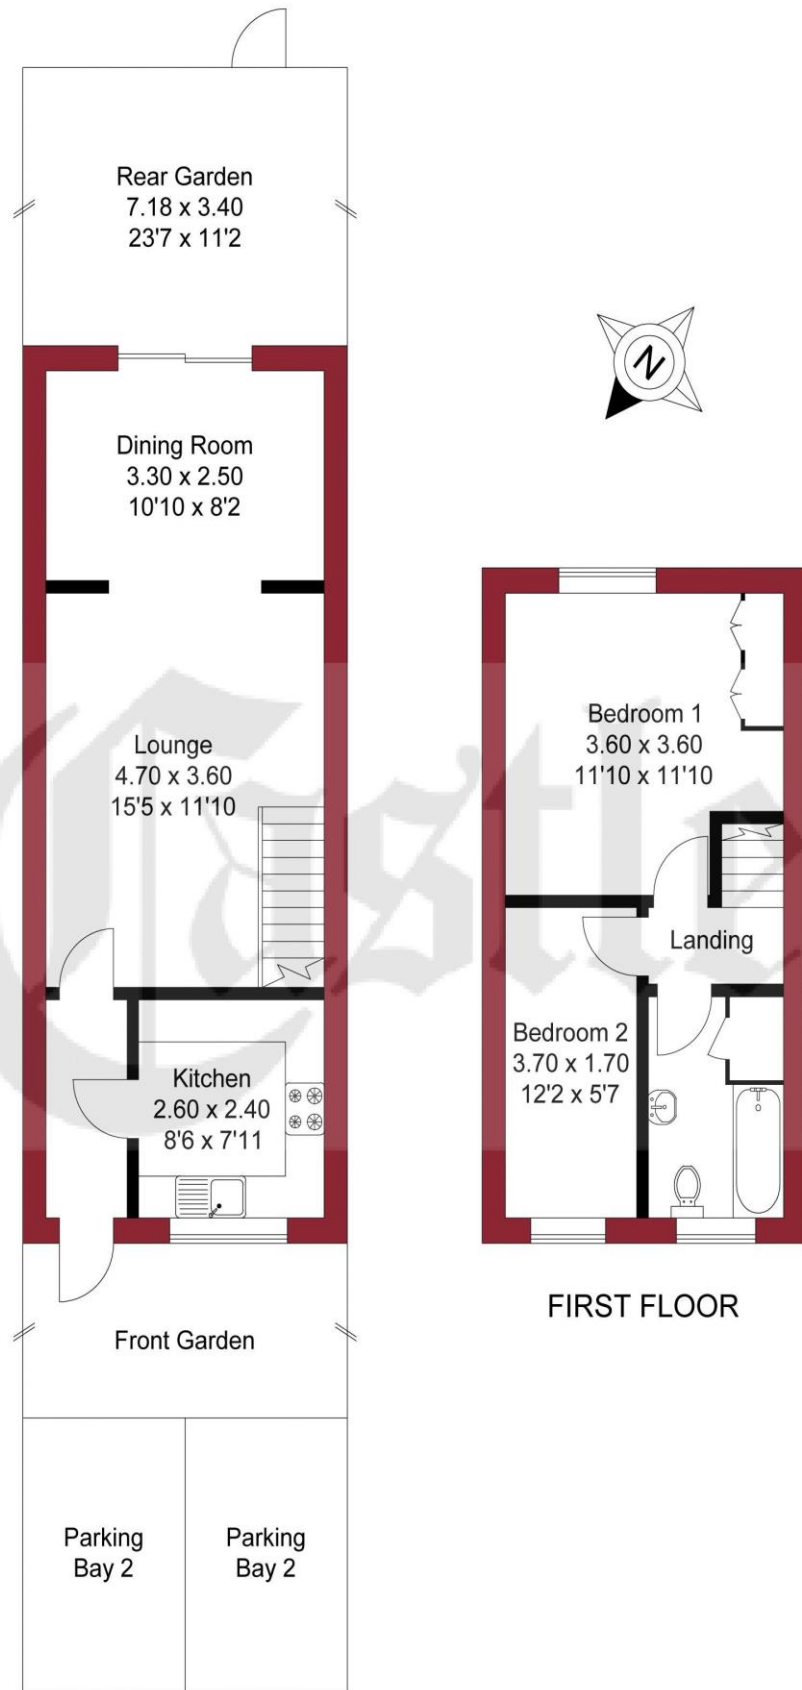 Rear Garden
7.18 x 3.40
23'7 x 11'2
N
Dining Room
3.30 x 2.50
10'10 x 8'2
Lounge
4.70 x 3.60
15'5 x 11'10
Bedroom 1
3.60 x 3.60
11'10 x 11'10
Landing
Kitchen
2.60 x 2.40
8'6 x 7'11
Bedroom 2
3.70 x 1.70
12'2 x 5'7
FIRST FLOOR
Front Garden
Parking
Bay 2
Parking
Bay 2
Castle